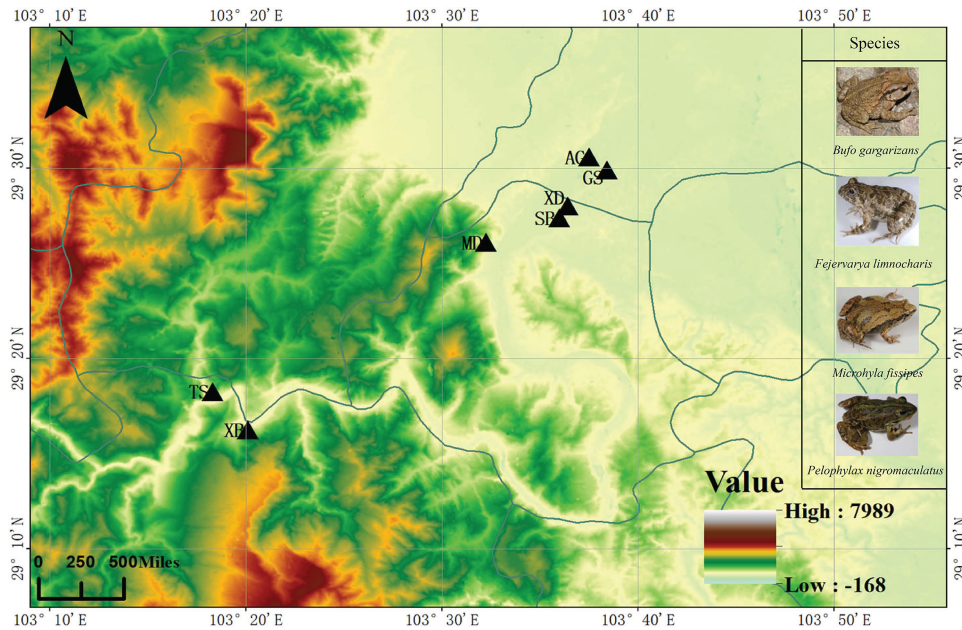 103° 10′ E
103° 20′ E
103° 30′ E
103° 40′ E
103° 50′ E
N
Species
Bufo gargarizans
Fejervarya limnocharis
Microhyla fissipes
Pelophylax nigromaculatus
29° 30′ N
29° 30′ N
AG
GS
XD
SP
MD
29° 20′ N
29° 20′ N
TS
XB
29° 10′ N
29° 10′ N
Value
High : 7989
Low : -168
0 250 500Miles
103° 10′ E
103° 20′ E
103° 30′ E
103° 40′ E
103° 50′ E